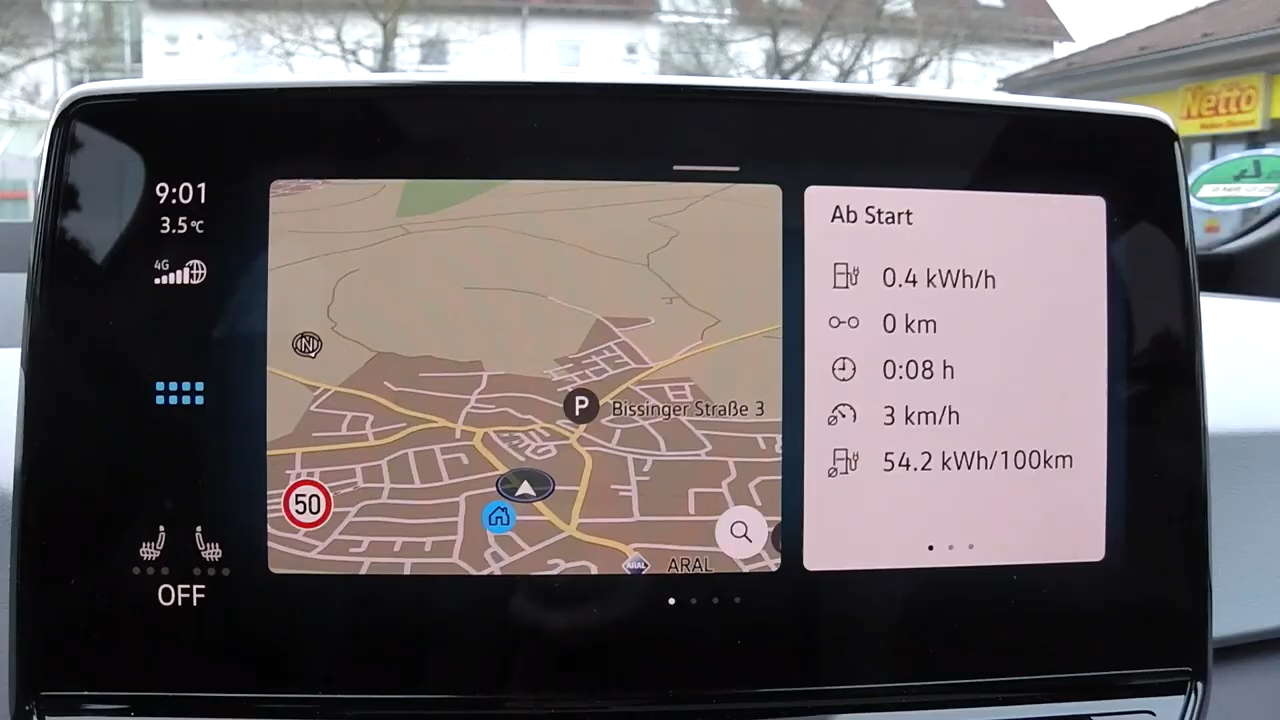 Netto
9:01
3.5°C
4G
Ab Start
0.4 kWh/h
0 km
0:08 h
3 km/h
54.2 kWh/100km
N
P
Bissinger Straße 3
50
ARAL
ARAL
OFF